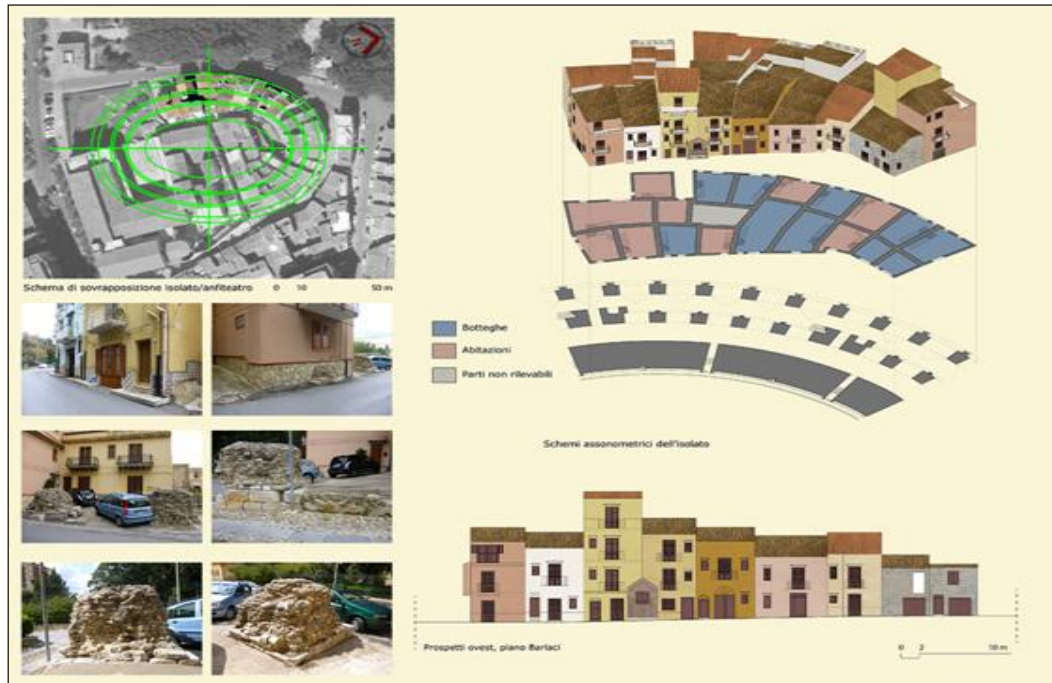 N
Schema di sovrapposizione isolato/anfiteatro 0 10 50 m
Botteghe
Abitazioni
Parti non rilevabili
Schemi assonometrici dell'isolato
Prospetti ovest, piano Barlaci
0 2 10 m